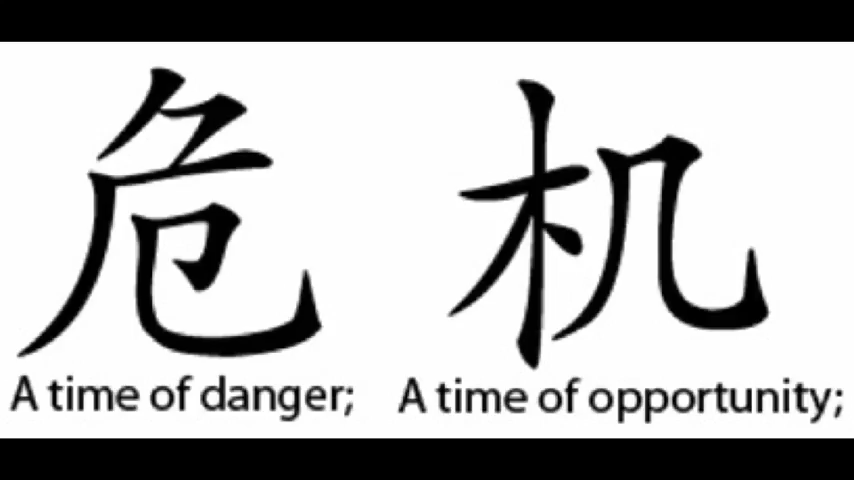 危 机
A time of danger; A time of opportunity;